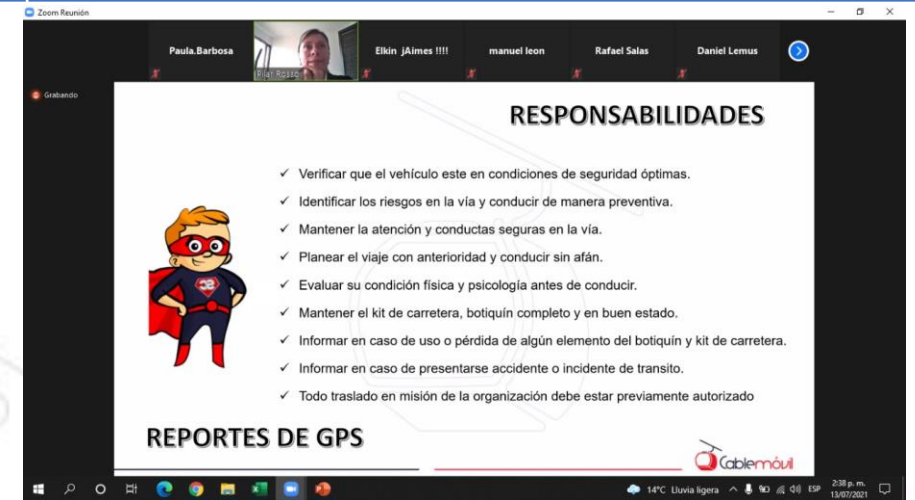 Zoom Reunión
Paula.Barbosa
Pilar Rosso
Elkin jAimes !!!!
manuel leon
Rafael Salas
Daniel Lemus
Grabando
RESPONSABILIDADES
✓ Verificar que el vehículo este en condiciones de seguridad óptimas.
✓ Identificar los riesgos en la vía y conducir de manera preventiva.
✓ Mantener la atención y conductas seguras en la vía.
✓ Planear el viaje con anterioridad y conducir sin afán.
✓ Evaluar su condición física y psicología antes de conducir.
✓ Mantener el kit de carretera, botiquín completo y en buen estado.
✓ Informar en caso de uso o pérdida de algún elemento del botiquín y kit de carretera.
✓ Informar en caso de presentarse accidente o incidente de transito.
✓ Todo traslado en misión de la organización debe estar previamente autorizado
REPORTES DE GPS
Cablemóvil
14°C Lluvia ligera
ESP
2:38 p. m.
13/07/2021